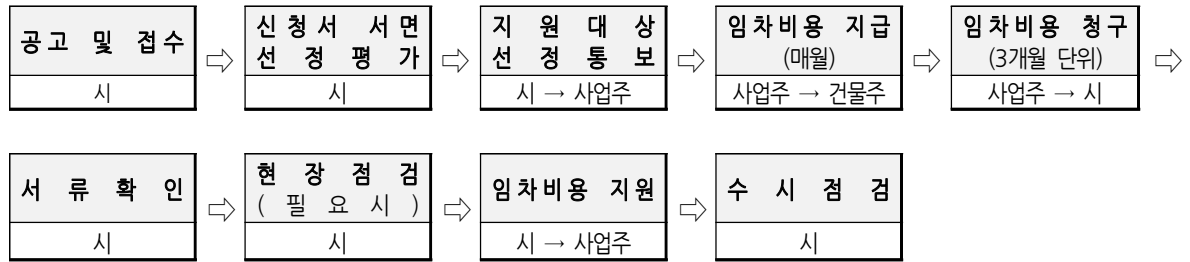 공고 및 접수
시
⇨
신청서 서면
선정평가
시
⇨
지원대상
선정통보
시 → 사업주
⇨
임차비용 지급
(매월)
사업주 → 건물주
⇨
임차비용 청구
(3개월 단위)
사업주 → 시
⇨
서류확인
시
⇨
현장점검
(필요시)
시
⇨
임차비용 지원
시 → 사업주
⇨
수시점검
시